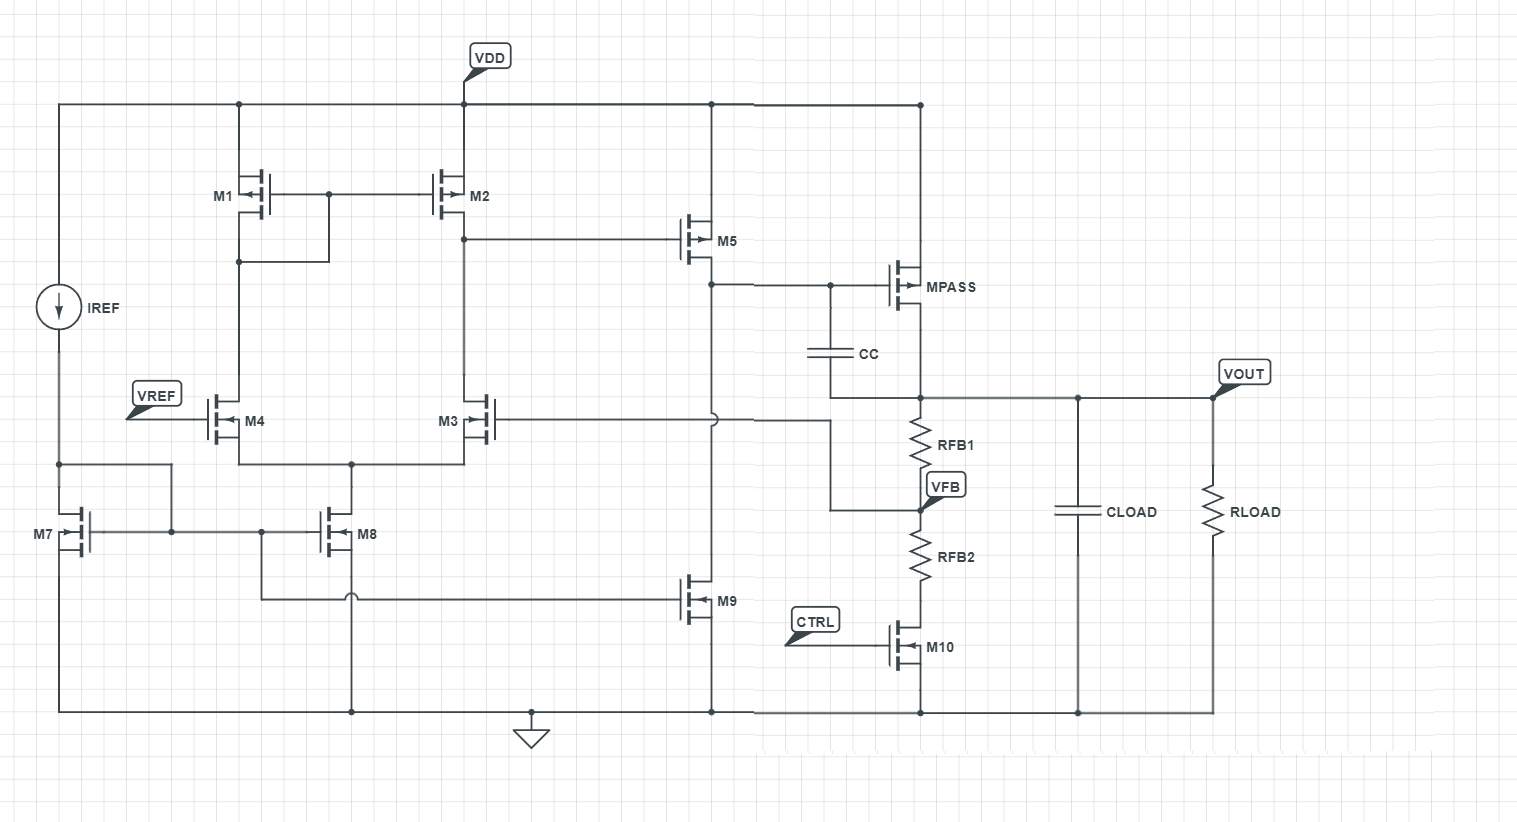 VDD
M1
M2
M5
MPASS
IREF
CC
VREF
VOUT
M4
M3
RFB1
VFB
CLOAD
RLOAD
M7
M8
RFB2
M9
CTRL
M10